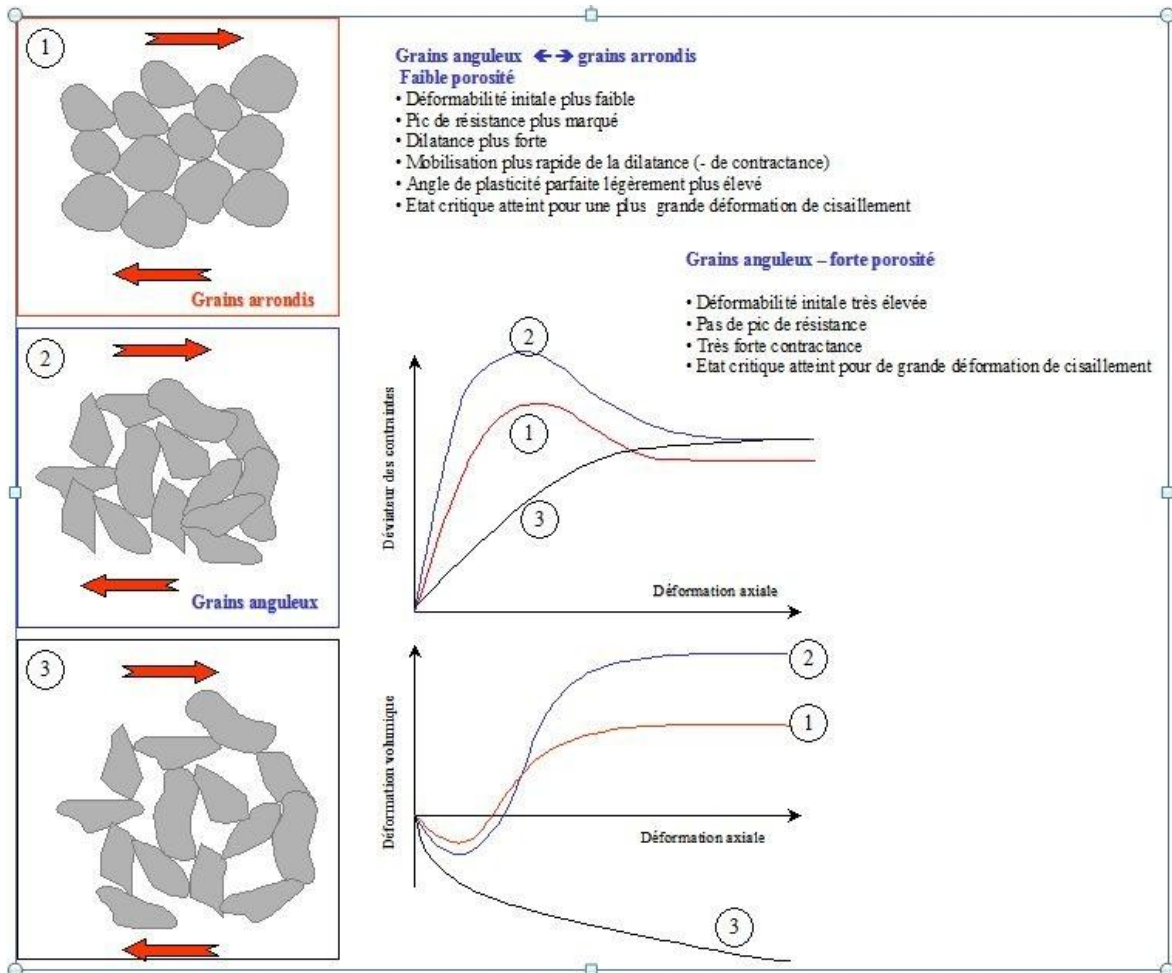 1
Grains arrondis
2
Grains anguleux
3
Grains anguleux ←→ grains arrondis
Faible porosité
• Déformabilité initale plus faible
• Pic de résistance plus marqué
• Dilatance plus forte
• Mobilisation plus rapide de la dilatance (- de contractance)
• Angle de plasticité parfaite légèrement plus élevé
• Etat critique atteint pour une plus grande déformation de cisaillement
Grains anguleux – forte porosité
• Déformabilité initale très élevée
• Pas de pic de résistance
• Très forte contractance
• Etat critique atteint pour de grande déformation de cisaillement
Déviateur des contraintes
2
1
3
Déformation axiale
Déformation volumique
2
1
Déformation axiale
3